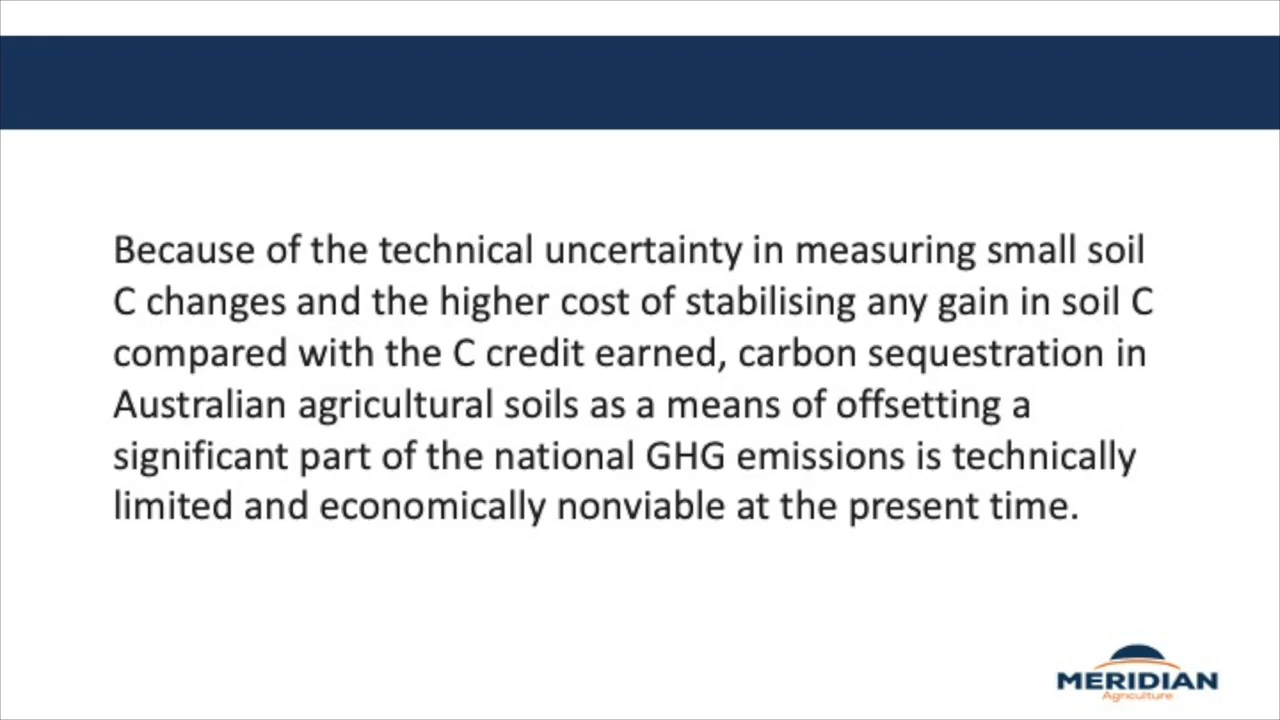 Because of the technical uncertainty in measuring small soil
C changes and the higher cost of stabilising any gain in soil C
compared with the C credit earned, carbon sequestration in
Australian agricultural soils as a means of offsetting a
significant part of the national GHG emissions is technically
limited and economically nonviable at the present time.
MERIDIAN
Agriculture